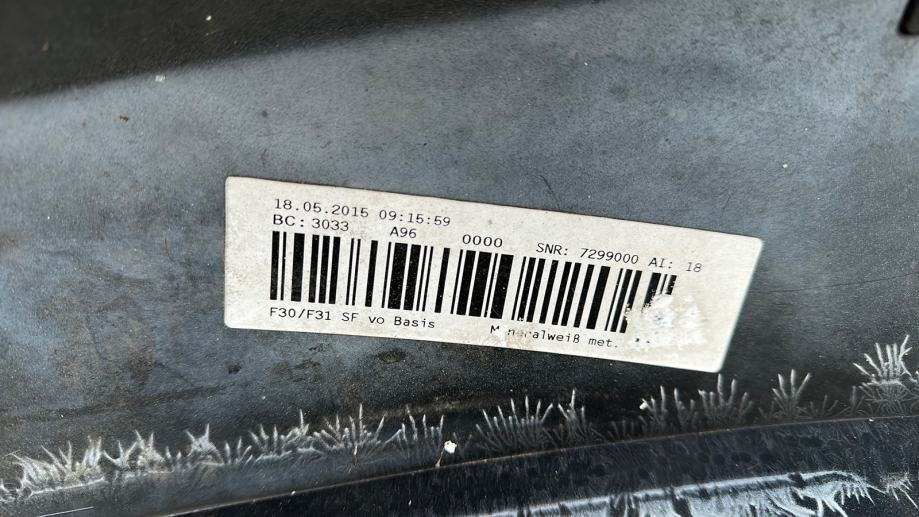 18.05.2015 09:15:59
BC: 3033 A96 0000 SNR: 7299000 AI: 18
F30/F31 SF vo Basis Mineralweiß met.